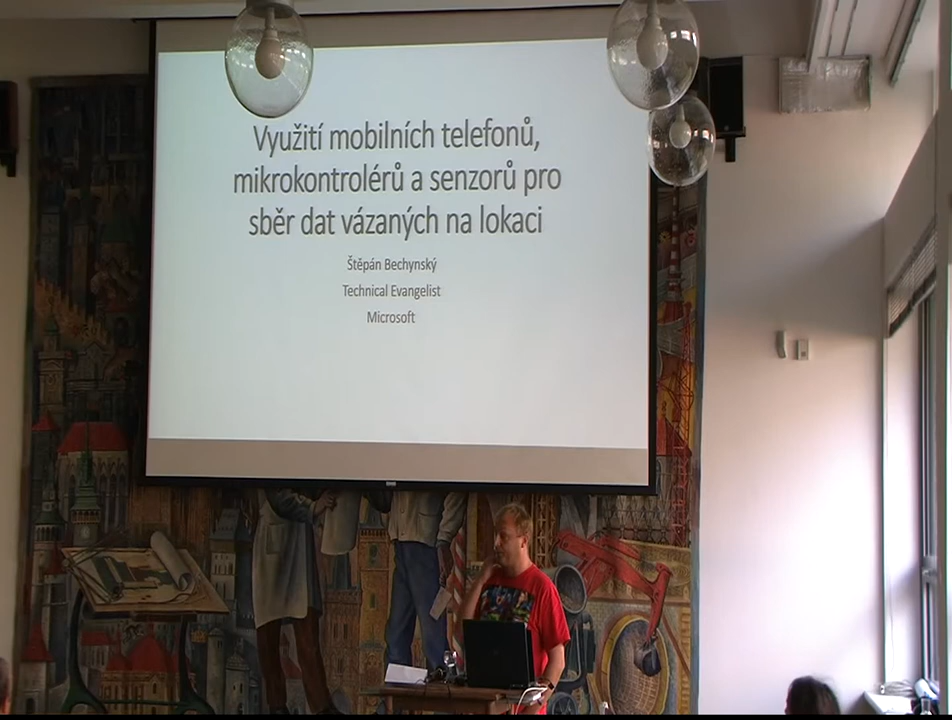 Využití mobilních telefonů,
mikrokontrolérů a senzorů pro
sběr dat vázaných na lokaci
Štěpán Bechynský
Technical Evangelist
Microsoft